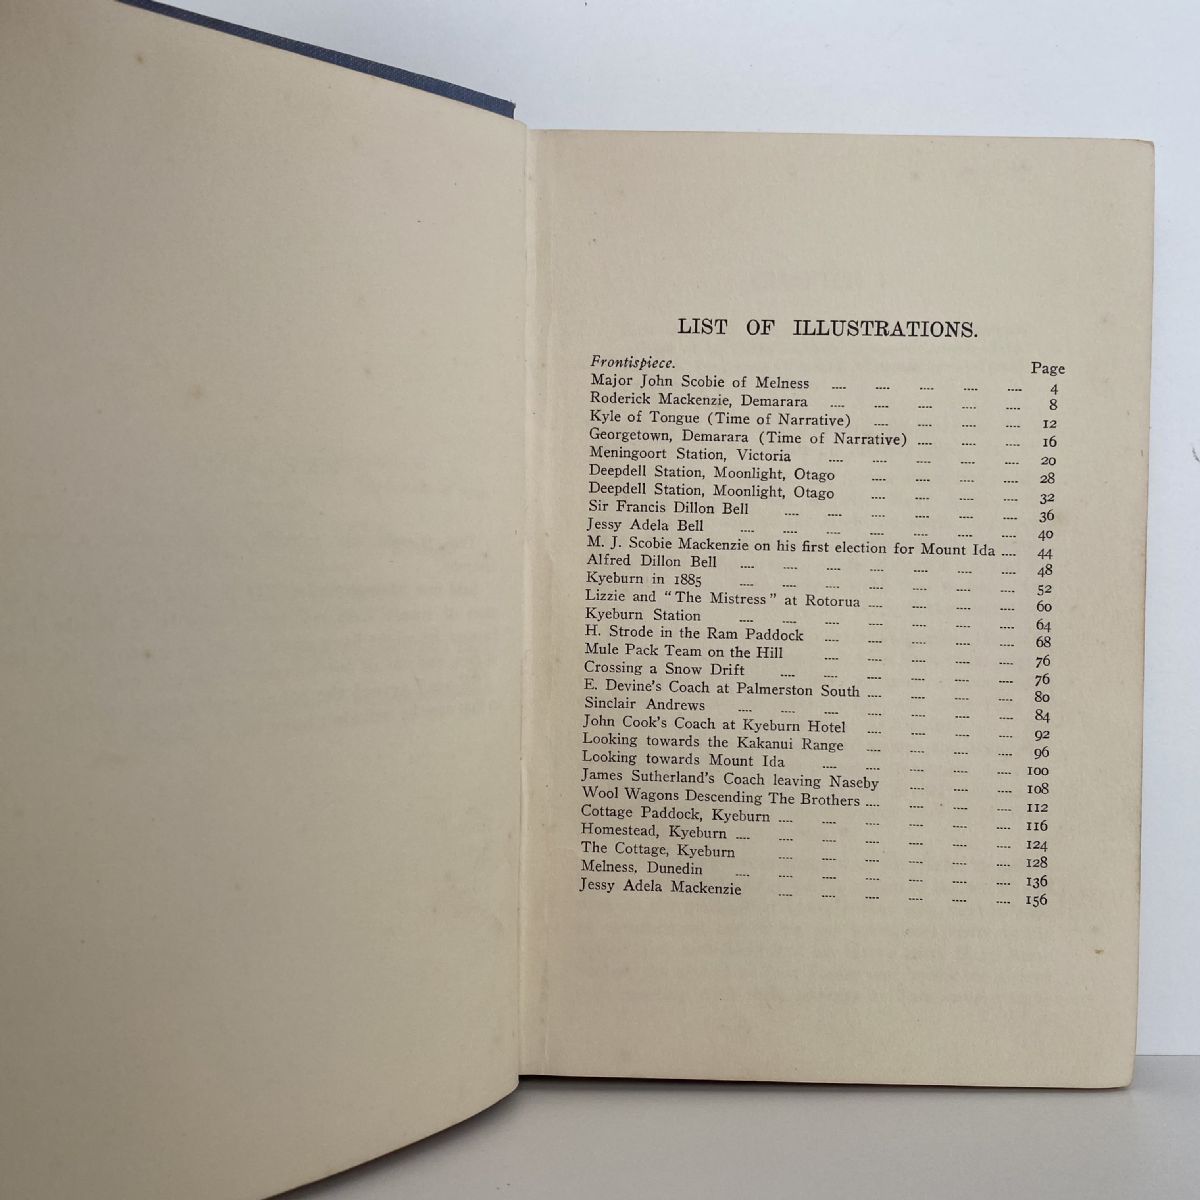 LIST OF ILLUSTRATIONS.
Frontispiece. Page
Major John Scobie of Melness .... .... .... .... .... 4
Roderick Mackenzie, Demarara .... .... .... .... .... 8
Kyle of Tongue (Time of Narrative) .... .... .... .... 12
Georgetown, Demarara (Time of Narrative) .... .... .... 16
Meningoort Station, Victoria .... .... .... .... .... 20
Deepdell Station, Moonlight, Otago .... .... .... .... 28
Deepdell Station, Moonlight, Otago .... .... .... .... 32
Sir Francis Dillon Bell .... .... .... .... .... .... 36
Jessy Adela Bell .... .... .... .... .... .... .... 40
M. J. Scobie Mackenzie on his first election for Mount Ida .... 44
Alfred Dillon Bell .... .... .... .... .... .... .... 48
Kyeburn in 1885 .... .... .... .... .... .... .... 52
Lizzie and "The Mistress" at Rotorua .... .... .... .... 60
Kyeburn Station .... .... .... .... .... .... .... 64
H. Strode in the Ram Paddock .... .... .... .... .... 68
Mule Pack Team on the Hill .... .... .... .... .... 76
Crossing a Snow Drift .... .... .... .... .... .... 76
E. Devine's Coach at Palmerston South .... .... .... .... 80
Sinclair Andrews .... .... .... .... .... .... .... 84
John Cook's Coach at Kyeburn Hotel .... .... .... .... 92
Looking towards the Kakanui Range .... .... .... .... 96
Looking towards Mount Ida .... .... .... .... .... 100
James Sutherland's Coach leaving Naseby .... .... .... 108
Wool Wagons Descending The Brothers .... .... .... .... 112
Cottage Paddock, Kyeburn .... .... .... .... .... .... 116
Homestead, Kyeburn .... .... .... .... .... .... .... 124
The Cottage, Kyeburn .... .... .... .... .... .... 128
Melness, Dunedin .... .... .... .... .... .... .... 136
Jessy Adela Mackenzie .... .... .... .... .... .... 156